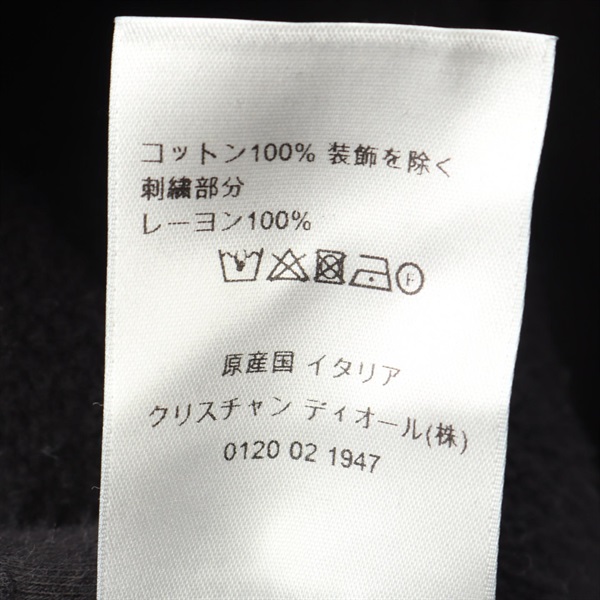 コットン100% 装飾を除く
刺繍部分
レーヨン100%
F
原産国 イタリア
クリスチャン ディオール(株)
0120 02 1947